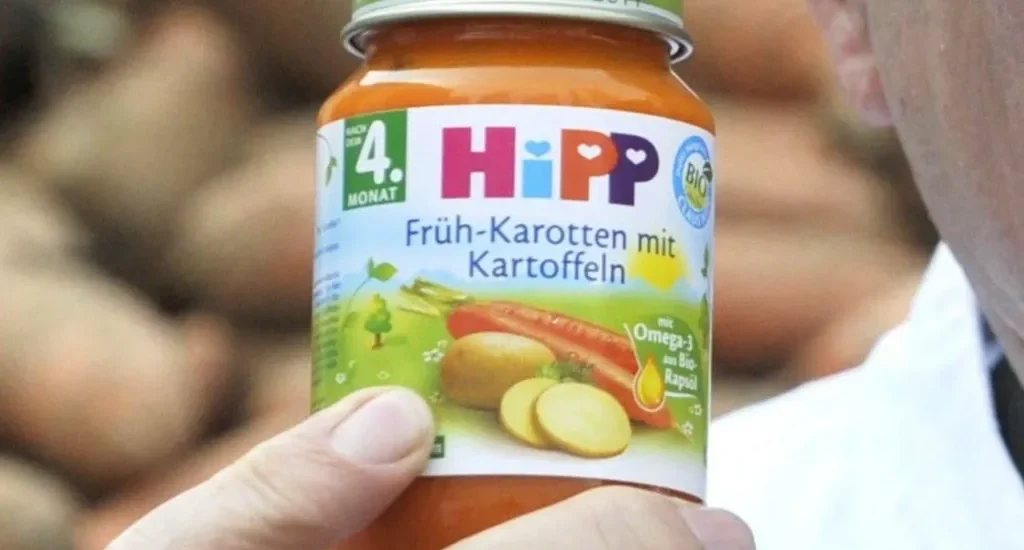 NACH
DEM
4.
MONAT
HiPP
BIO
Früh-Karotten mit
Kartoffeln
mit
Omega-3
aus Bio-
Rapsöl